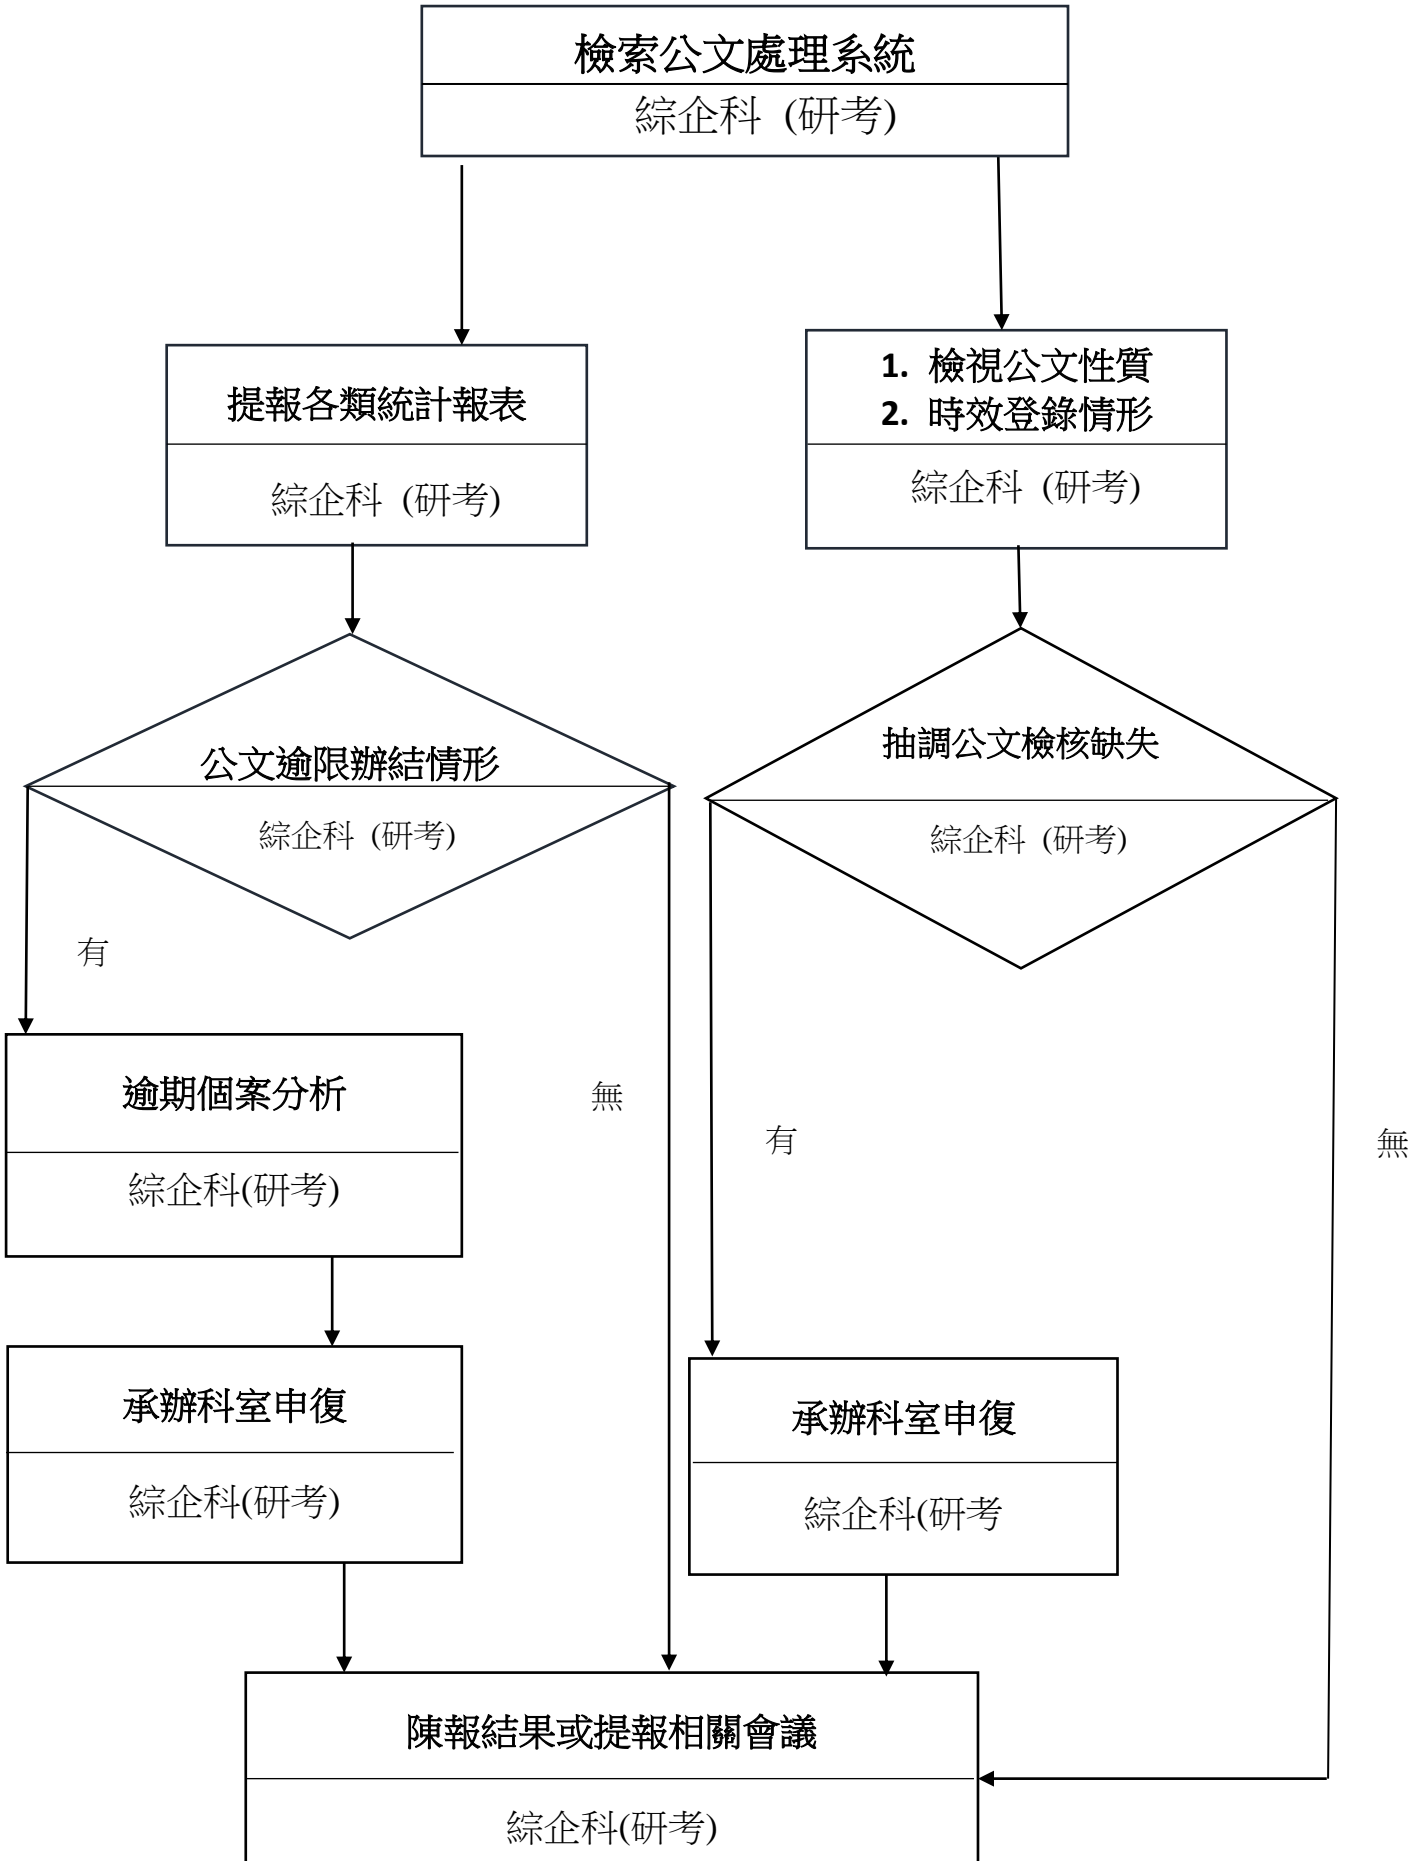 檢索公文處理系統
綜企科 (研考)
提報各類統計報表
綜企科 (研考)
1. 檢視公文性質
2. 時效登錄情形
綜企科 (研考)
公文逾限辦結情形
綜企科 (研考)
抽調公文檢核缺失
綜企科 (研考)
有
無
有
無
逾期個案分析
綜企科(研考)
承辦科室申復
綜企科(研考)
承辦科室申復
綜企科(研考
陳報結果或提報相關會議
綜企科(研考)